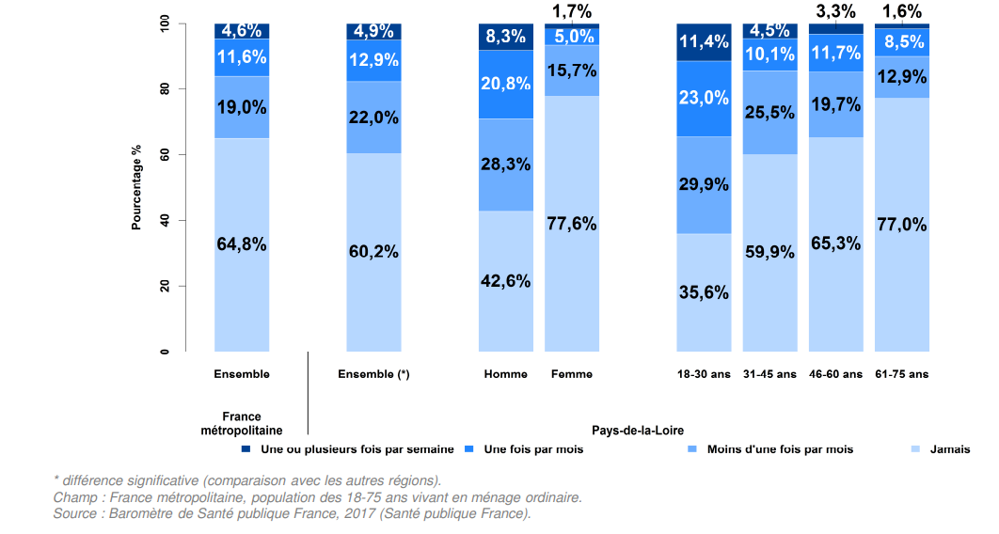 1,7%
3,3%
1,6%
100
4,6%
4,9%
8,3%
5,0%
11,4%
4,5%
11,7%
8,5%
11,6%
12,9%
20,8%
15,7%
23,0%
10,1%
19,7%
12,9%
80
19,0%
22,0%
28,3%
77,6%
29,9%
25,5%
65,3%
77,0%
60
64,8%
60,2%
42,6%
35,6%
59,9%
40
20
0
Pourcentage %
Ensemble
Ensemble (*)
Homme
Femme
18-30 ans
31-45 ans
46-60 ans
61-75 ans
France
métropolitaine
Pays-de-la-Loire
Une ou plusieurs fois par semaine
Une fois par mois
Moins d'une fois par mois
Jamais
* différence significative (comparaison avec les autres régions).
Champ : France métropolitaine, population des 18-75 ans vivant en ménage ordinaire.
Source : Baromètre de Santé publique France, 2017 (Santé publique France).